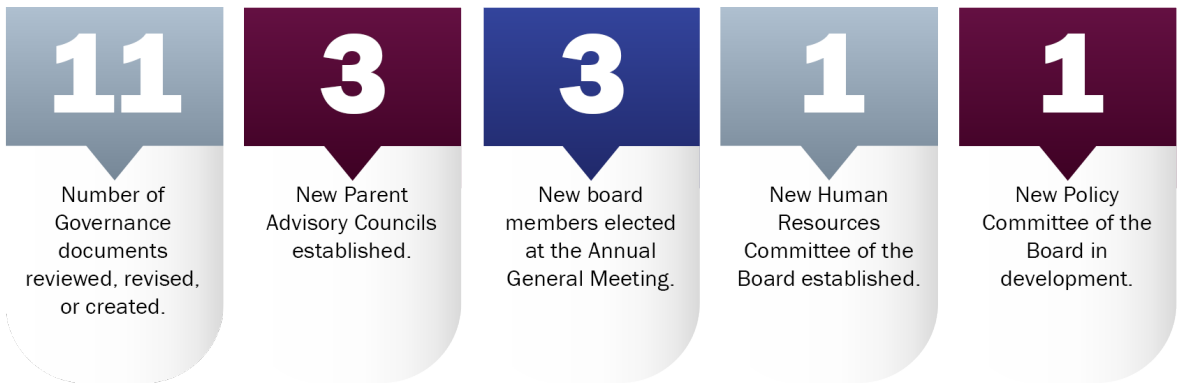 11
Number of
Governance
documents
reviewed, revised,
or created.
3
New Parent
Advisory Councils
established.
3
New board
members elected
at the Annual
General Meeting.
1
New Human
Resources
Committee of the
Board established.
1
New Policy
Committee of the
Board in
development.